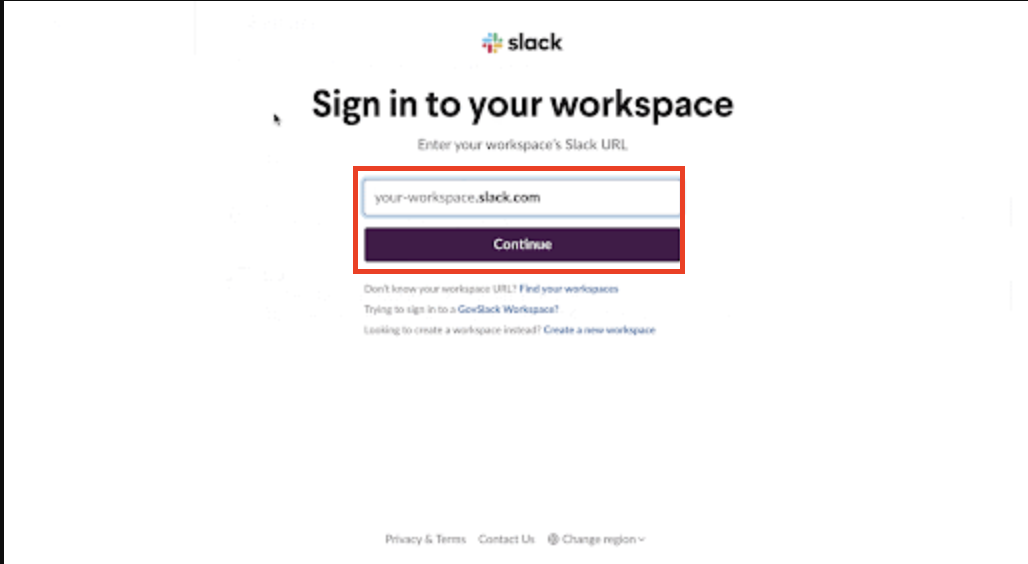 slack
Sign in to your workspace
Enter your workspace's Slack URL
your-workspace.slack.com
Continue
Don't know your workspace URL? Find your workspaces
Trying to sign in to a GovSlack Workspace?
Looking to create a workspace instead? Create a new workspace
Privacy & Terms Contact Us Change region